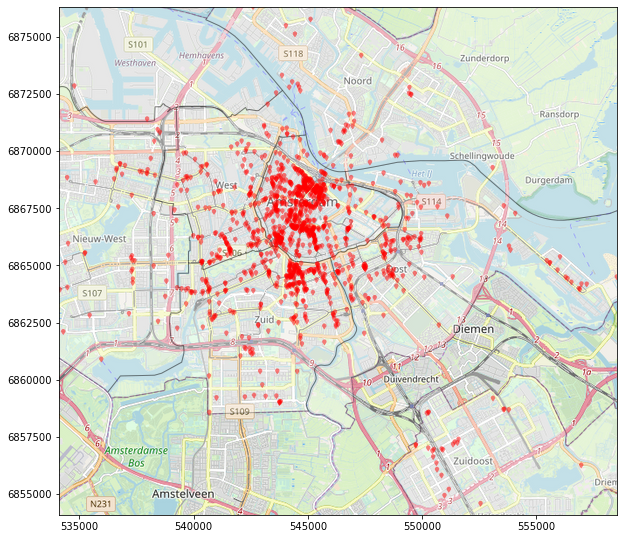 6875000
6872500
6870000
6867500
6865000
6862500
6860000
6857500
6855000
S101
Hemhavens
Westhaven
S118
Noord
Zunderdorp
Ransdorp
Schellingwoude
Durgerdam
Het IJ
West
S114
Nieuw-West
S107
Oost
Zuid
Diemen
Duivendrecht
S109
Amsterdamse
Bos
Zuidoost
Amstelveen
N231
535000 540000 545000 550000 555000